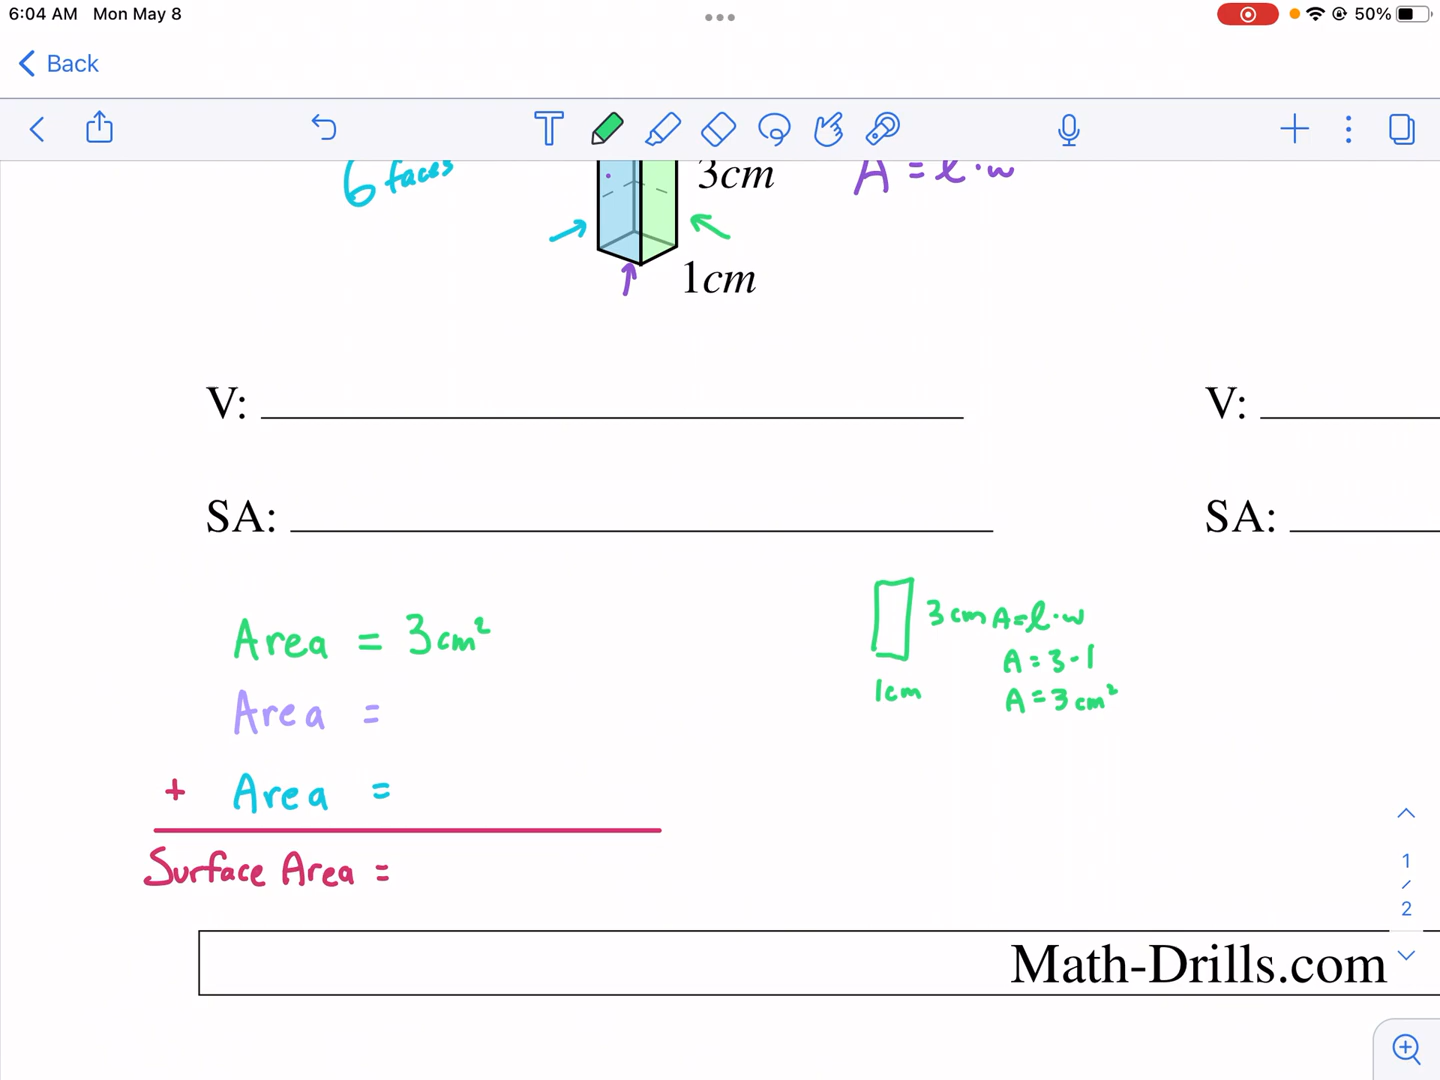 6:04 AM Mon May 8
50%
Back
6 faces
3cm
A = l·w
1cm
V:
V:
SA:
SA:
3cm A=l·w
Area = 3cm²
A = 3·1
1cm
A = 3cm²
Area =
+ Area =
Surface Area =
1
/
2
Math-Drills.com